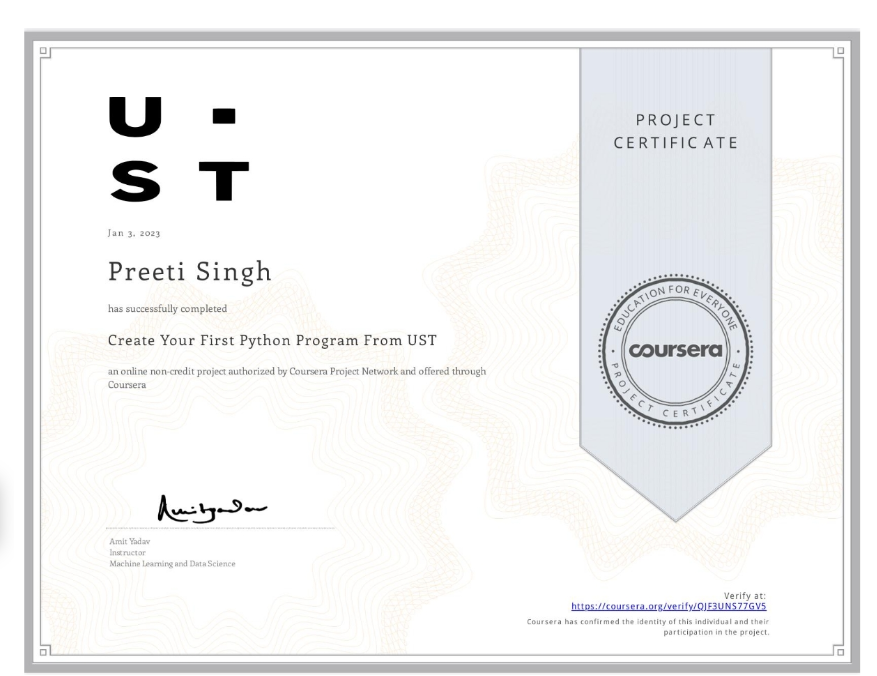 U ·
S T
PROJECT
CERTIFICATE
Jan 3, 2023
Preeti Singh
has successfully completed
Create Your First Python Program From UST
an online non-credit project authorized by Coursera Project Network and offered through
Coursera
EDUCATION FOR EVERYONE
coursera
PROJECT CERTIFICATE
Amit Yadav
Amit Yadav
Instructor
Machine Learning and Data Science
Verify at:
https://coursera.org/verify/QJF3UNS77GV5
Coursera has confirmed the identity of this individual and their
participation in the project.